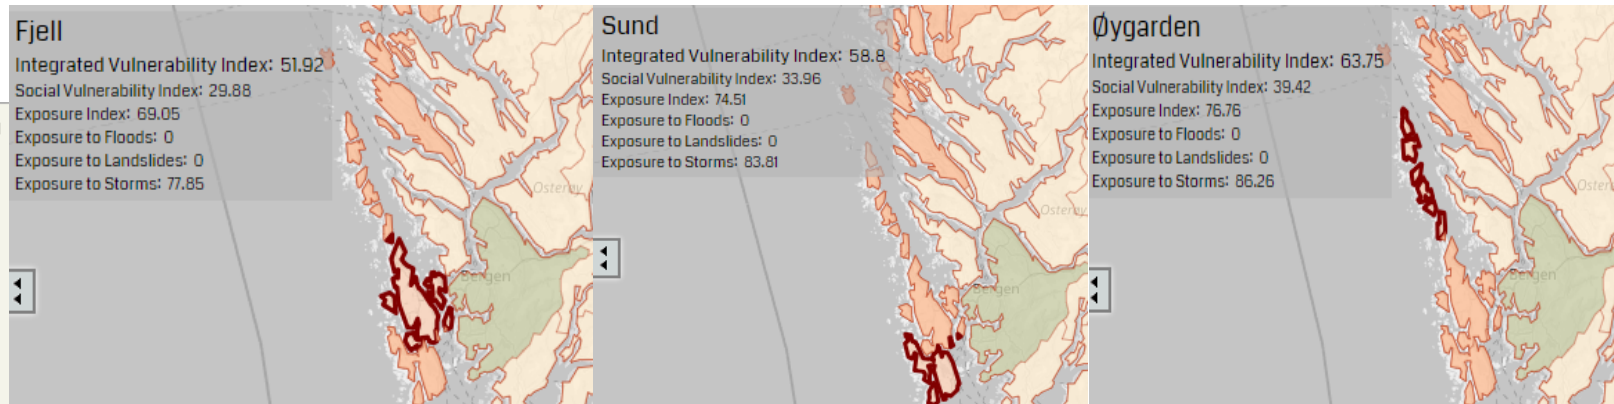 Fjell
Integrated Vulnerability Index: 51.92
Social Vulnerability Index: 29.88
Exposure Index: 69.05
Exposure to Floods: 0
Exposure to Landslides: 0
Exposure to Storms: 77.85
Osterøy
Bergen
Sund
Integrated Vulnerability Index: 58.8
Social Vulnerability Index: 33.96
Exposure Index: 74.51
Exposure to Floods: 0
Exposure to Landslides: 0
Exposure to Storms: 83.81
Osterøy
Bergen
Øygarden
Integrated Vulnerability Index: 63.75
Social Vulnerability Index: 39.42
Exposure Index: 76.76
Exposure to Floods: 0
Exposure to Landslides: 0
Exposure to Storms: 86.26
Oster
Bergen